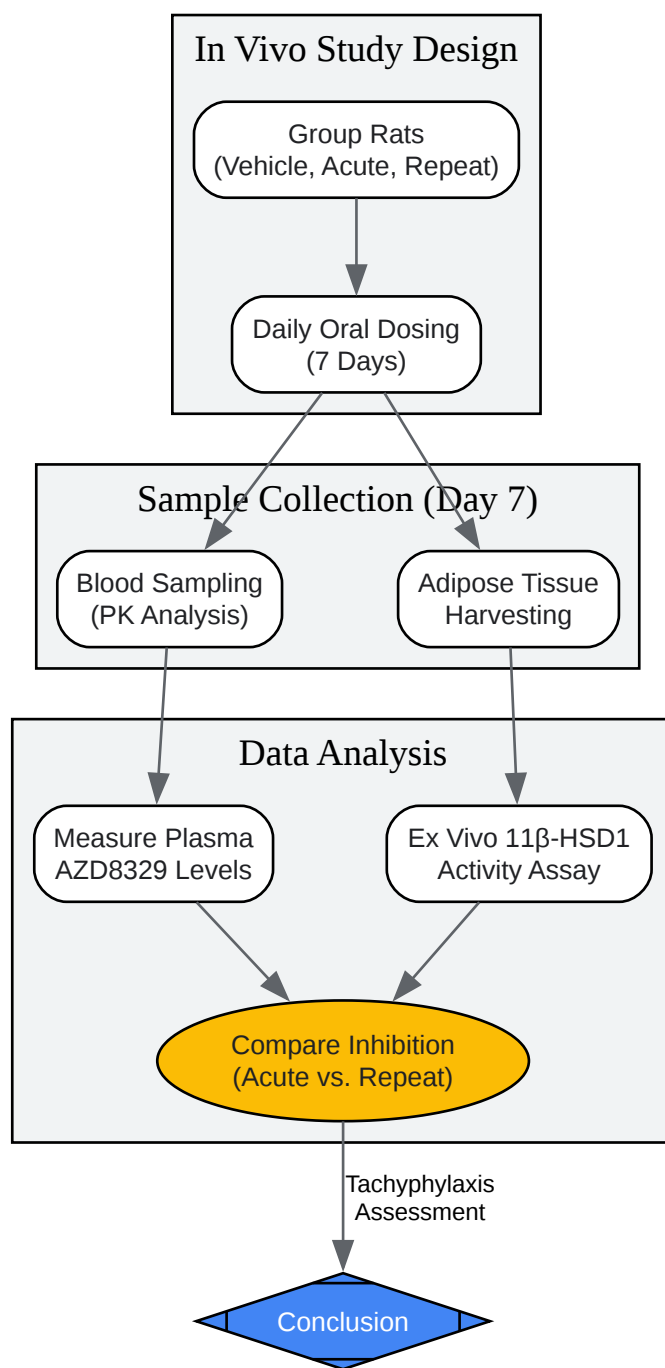 In Vivo Study Design
Group Rats
(Vehicle, Acute, Repeat)
Daily Oral Dosing
(7 Days)
Sample Collection (Day 7)
Blood Sampling
(PK Analysis)
Adipose Tissue
Harvesting
Data Analysis
Measure Plasma
AZD8329 Levels
Ex Vivo 11β-HSD1
Activity Assay
Compare Inhibition
(Acute vs. Repeat)
Tachyphylaxis
Assessment
Conclusion